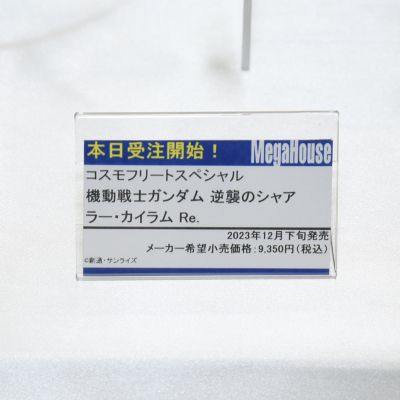 本日受注開始！ MegaHouse
コスモフリートスペシャル
機動戦士ガンダム 逆襲のシャア
ラー・カイラム Re.
2023年12月下旬発売
メーカー希望小売価格：9,350円（税込）
©創通・サンライズ